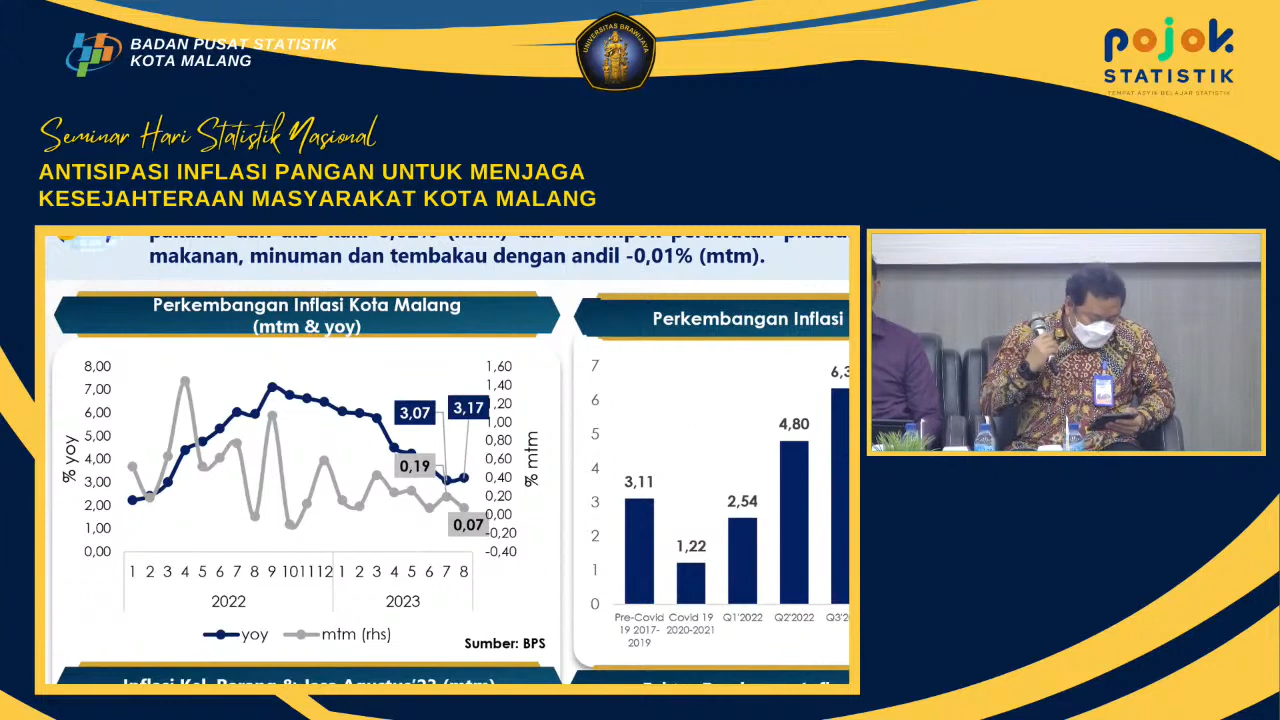 BADAN PUSAT STATISTIK
KOTA MALANG
UNIVERSITAS BRAWIJAYA
pojok
STATISTIK
TEMPAT ASYIK BELAJAR STATISTIK
Seminar Hari Statistik Nasional
ANTISIPASI INFLASI PANGAN UNTUK MENJAGA
KESEJAHTERAAN MASYARAKAT KOTA MALANG
makanan, minuman dan tembakau dengan andil -0,01% (mtm).
Perkembangan Inflasi Kota Malang
(mtm & yoy)
8,00
7,00
6,00
5,00
4,00
3,00
2,00
1,00
0,00
% yoy
3,07
3,17
0,19
0,07
1,60
1,40
1,20
1,00
0,80
0,60
0,40
0,20
0,00
-0,20
-0,40
% mtm
1 2 3 4 5 6 7 8 9 10 11 12 1 2 3 4 5 6 7 8
2022 2023
yoy mtm (rhs)
Sumber: BPS
Perkembangan Inflasi
7
6
5
4
3
2
1
0
3,11
1,22
2,54
4,80
Pre-Covid
19 2017-
2019
Covid 19
2020-2021
Q1'2022
Q2'2022